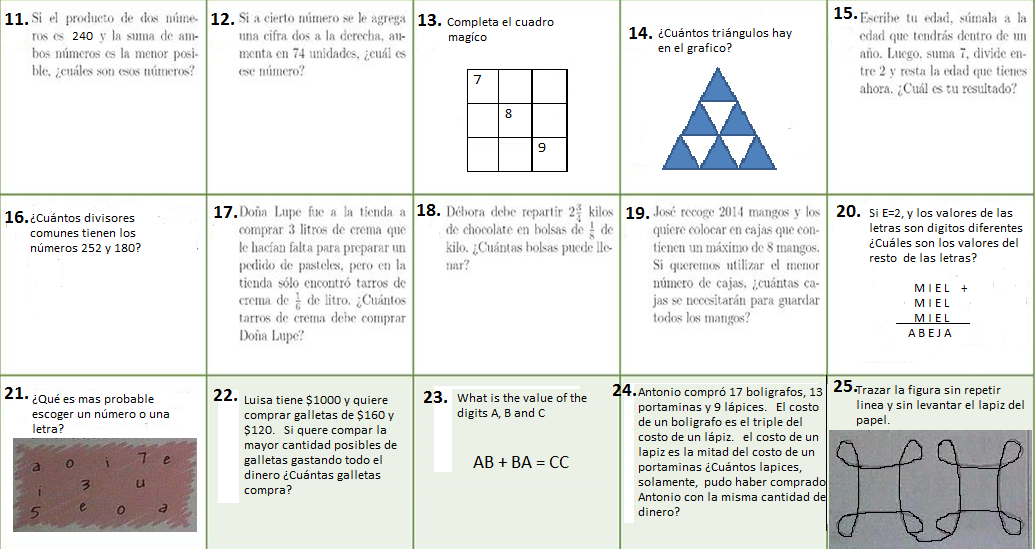 11. Si el producto de dos núme-
ros es 240 y la suma de am-
bos números es la menor posi-
ble, ¿cuáles son esos números?
12. Si a cierto número se le agrega
una cifra dos a la derecha, au-
menta en 74 unidades, ¿cuál es
ese número?
13. Completa el cuadro
magíco
7
8
9
14. ¿Cuántos triángulos hay
en el grafico?
15. Escribe tu edad, súmala a la
edad que tendrás dentro de un
año. Luego, suma 7, divide en-
tre 2 y resta la edad que tienes
ahora. ¿Cuál es tu resultado?
16. ¿Cuántos divisores
comunes tienen los
números 252 y 180?
17. Doña Lupe fue a la tienda a
comprar 3 litros de crema que
le hacían falta para preparar un
pedido de pasteles, pero en la
tienda sólo encontró tarros de
crema de 1/6 de litro. ¿Cuántos
tarros de crema debe comprar
Doña Lupe?
18. Débora debe repartir 2 3/4 kilos
de chocolate en bolsas de 1/8 de
kilo. ¿Cuántas bolsas puede lle-
nar?
19. José recoge 2014 mangos y los
quiere colocar en cajas que con-
tienen un máximo de 8 mangos.
Si queremos utilizar el menor
número de cajas, ¿cuántas ca-
jas se necesitarán para guardar
todos los mangos?
20. Si E=2, y los valores de las
letras son digitos diferentes
¿Cuáles son los valores del
resto de las letras?
MIEL +
MIEL
MIEL
ABEJA
21. ¿Qué es mas probable
escoger un número o una
letra?
a o i 7 e
i 3 u
5 e o a
22. Luisa tiene $1000 y quiere
comprar galletas de $160 y
$120. Si quere compar la
mayor cantidad posibles de
galletas gastando todo el
dinero ¿Cuántas galletas
compra?
23. What is the value of the
digits A, B and C
AB + BA = CC
24. Antonio compró 17 boligrafos, 13
portaminas y 9 lápices. El costo
de un boligrafo es el triple del
costo de un lápiz. el costo de un
lapiz es la mitad del costo de un
portaminas ¿Cuántos lapices,
solamente, pudo haber comprado
Antonio con la misma cantidad de
dinero?
25. Trazar la figura sin repetir
linea y sin levantar el lapiz del
papel.